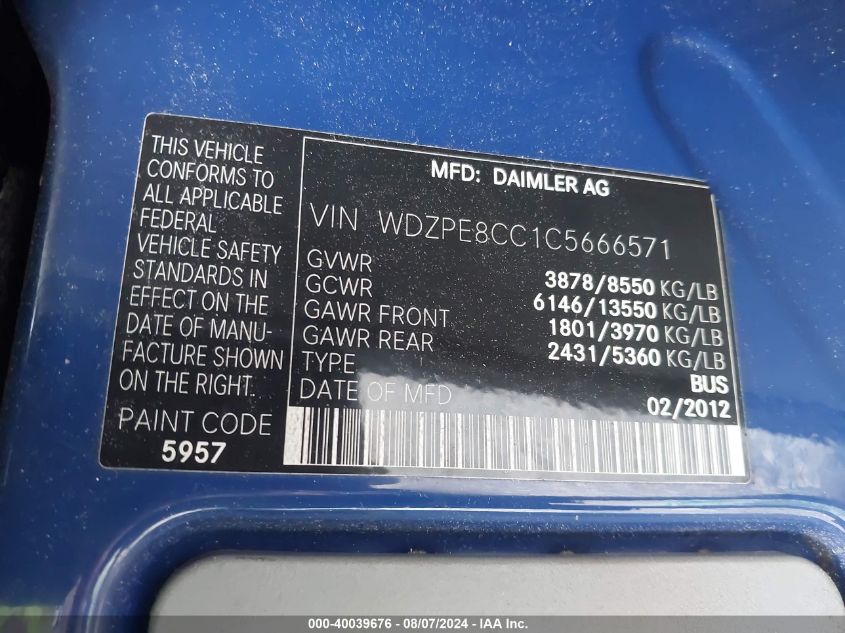 THIS VEHICLE
CONFORMS TO
ALL APPLICABLE
FEDERAL
VEHICLE SAFETY
STANDARDS IN
EFFECT ON THE
DATE OF MANU-
FACTURE SHOWN
ON THE RIGHT.
PAINT CODE
5957
MFD: DAIMLER AG
VIN WDZPE8CC1C5666571
GVWR 3878/8550 KG/LB
GCWR 6146/13550 KG/LB
GAWR FRONT 1801/3970 KG/LB
GAWR REAR 2431/5360 KG/LB
TYPE BUS
DATE OF MFD 02/2012
000-40039676 - 08/07/2024 - IAA Inc.